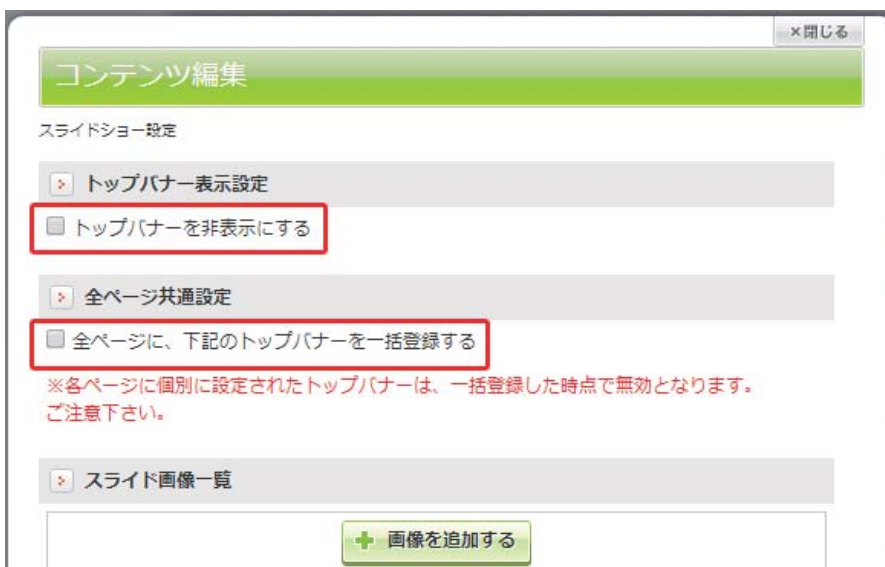 ×閉じる
コンテンツ編集
スライドショー設定
トップバナー表示設定
トップバナーを非表示にする
全ページ共通設定
全ページに、下記のトップバナーを一括登録する
※各ページに個別に設定されたトップバナーは、一括登録した時点で無効となります。
ご注意下さい。
スライド画像一覧
画像を追加する